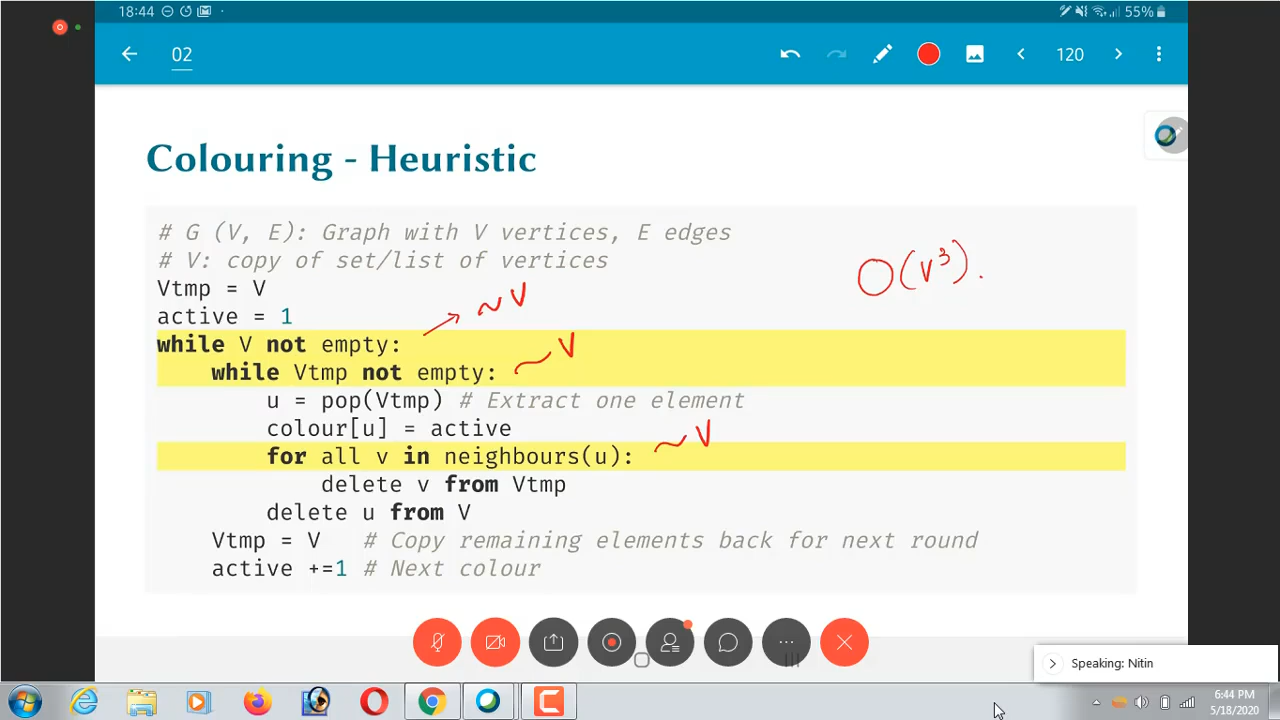 18:44
55%
02
120
Colouring - Heuristic
# G (V, E): Graph with V vertices, E edges
# V: copy of set/list of vertices
O(V³).
Vtmp = V
~V
active = 1
while V not empty:
~V
while Vtmp not empty:
u = pop(Vtmp) # Extract one element
colour[u] = active
~V
for all v in neighbours(u):
delete v from Vtmp
delete u from V
Vtmp = V # Copy remaining elements back for next round
active +=1 # Next colour
Speaking: Nitin
6:44 PM
5/18/2020